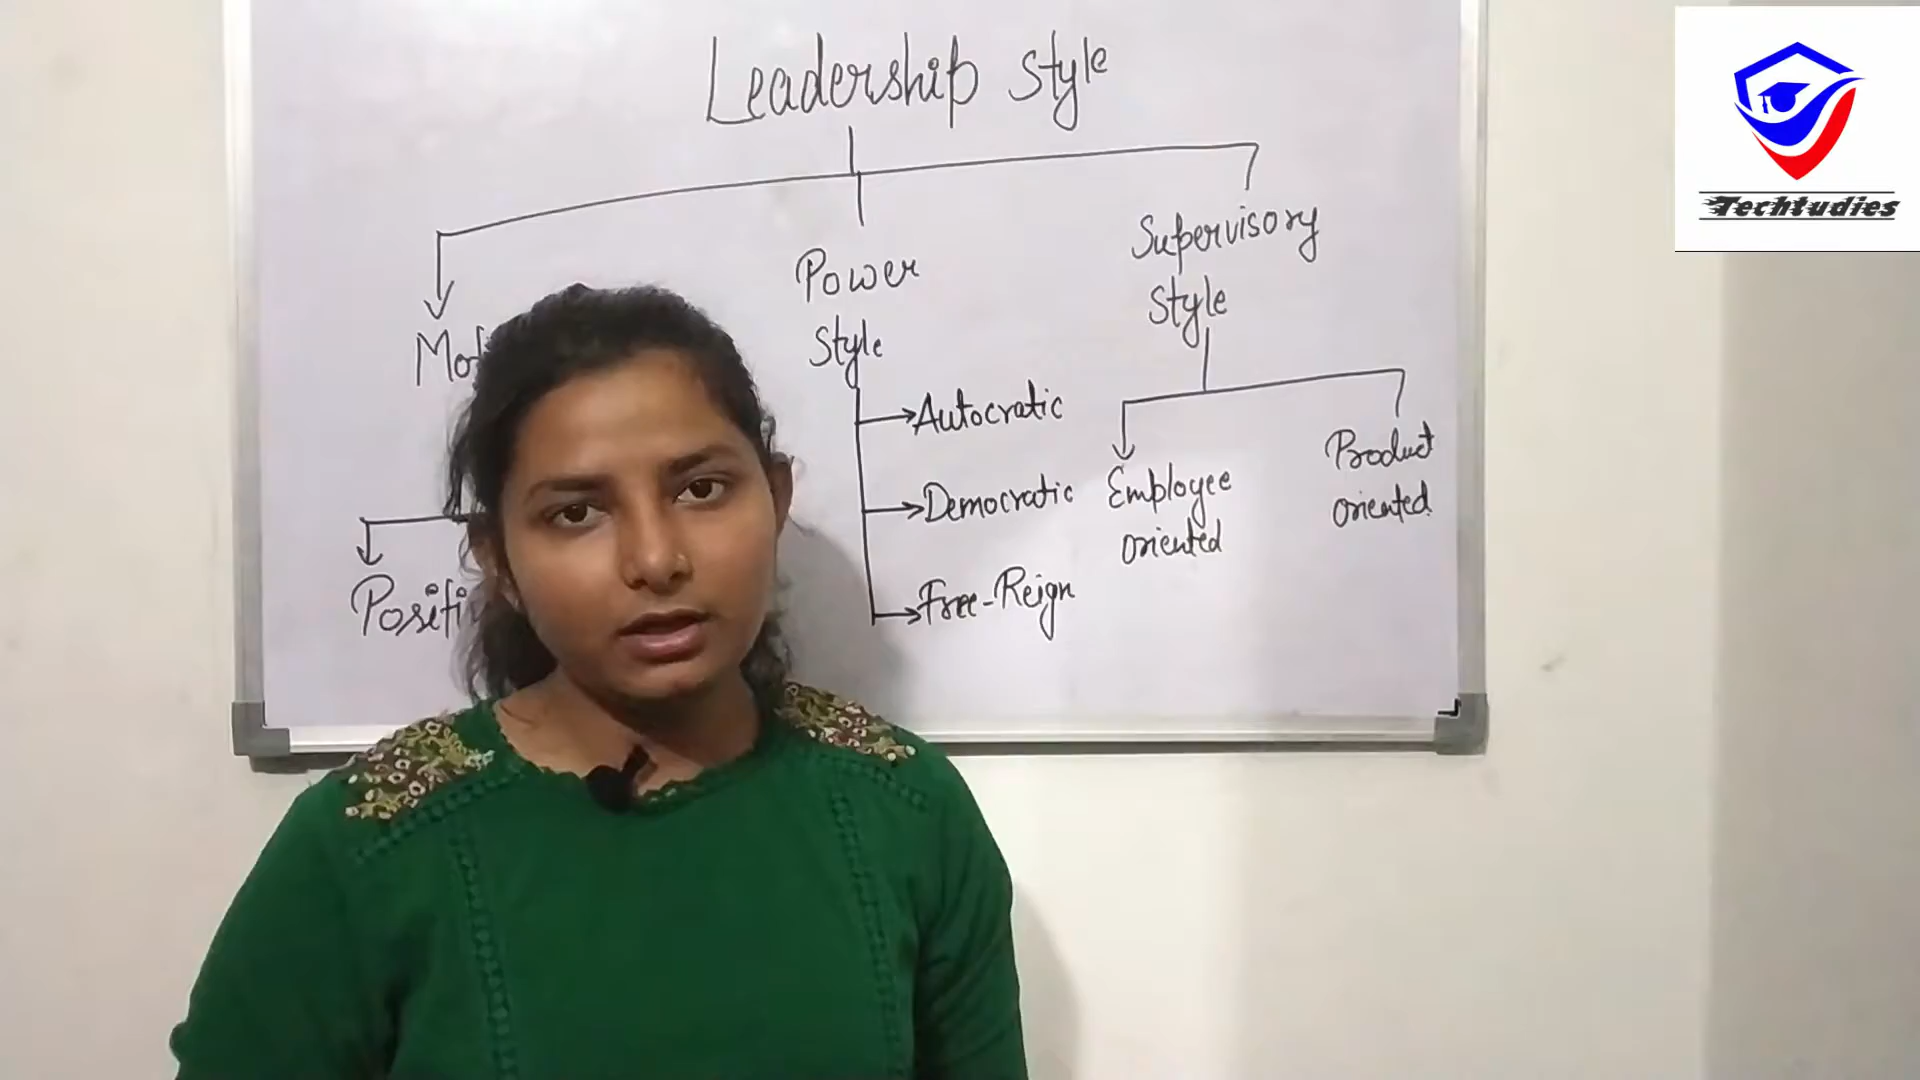 Leadership Style
Power
Style
Supervisory
Style
Autocratic
Democratic
Free-Reign
Employee
oriented
Product
oriented
Techtudies